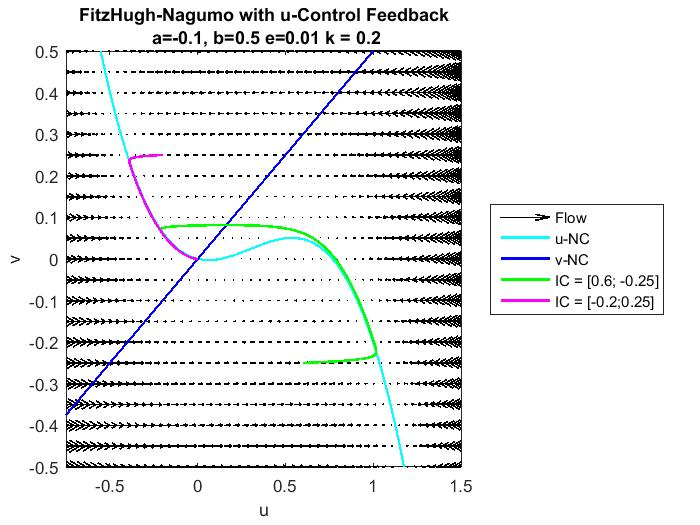 FitzHugh-Nagumo with u-Control Feedback
a=-0.1, b=0.5 e=0.01 k = 0.2
0.5
0.4
0.3
0.2
0.1
0
-0.1
-0.2
-0.3
-0.4
-0.5
v
-0.5
0
0.5
1
1.5
u
Flow
u-NC
v-NC
IC = [0.6; -0.25]
IC = [-0.2;0.25]